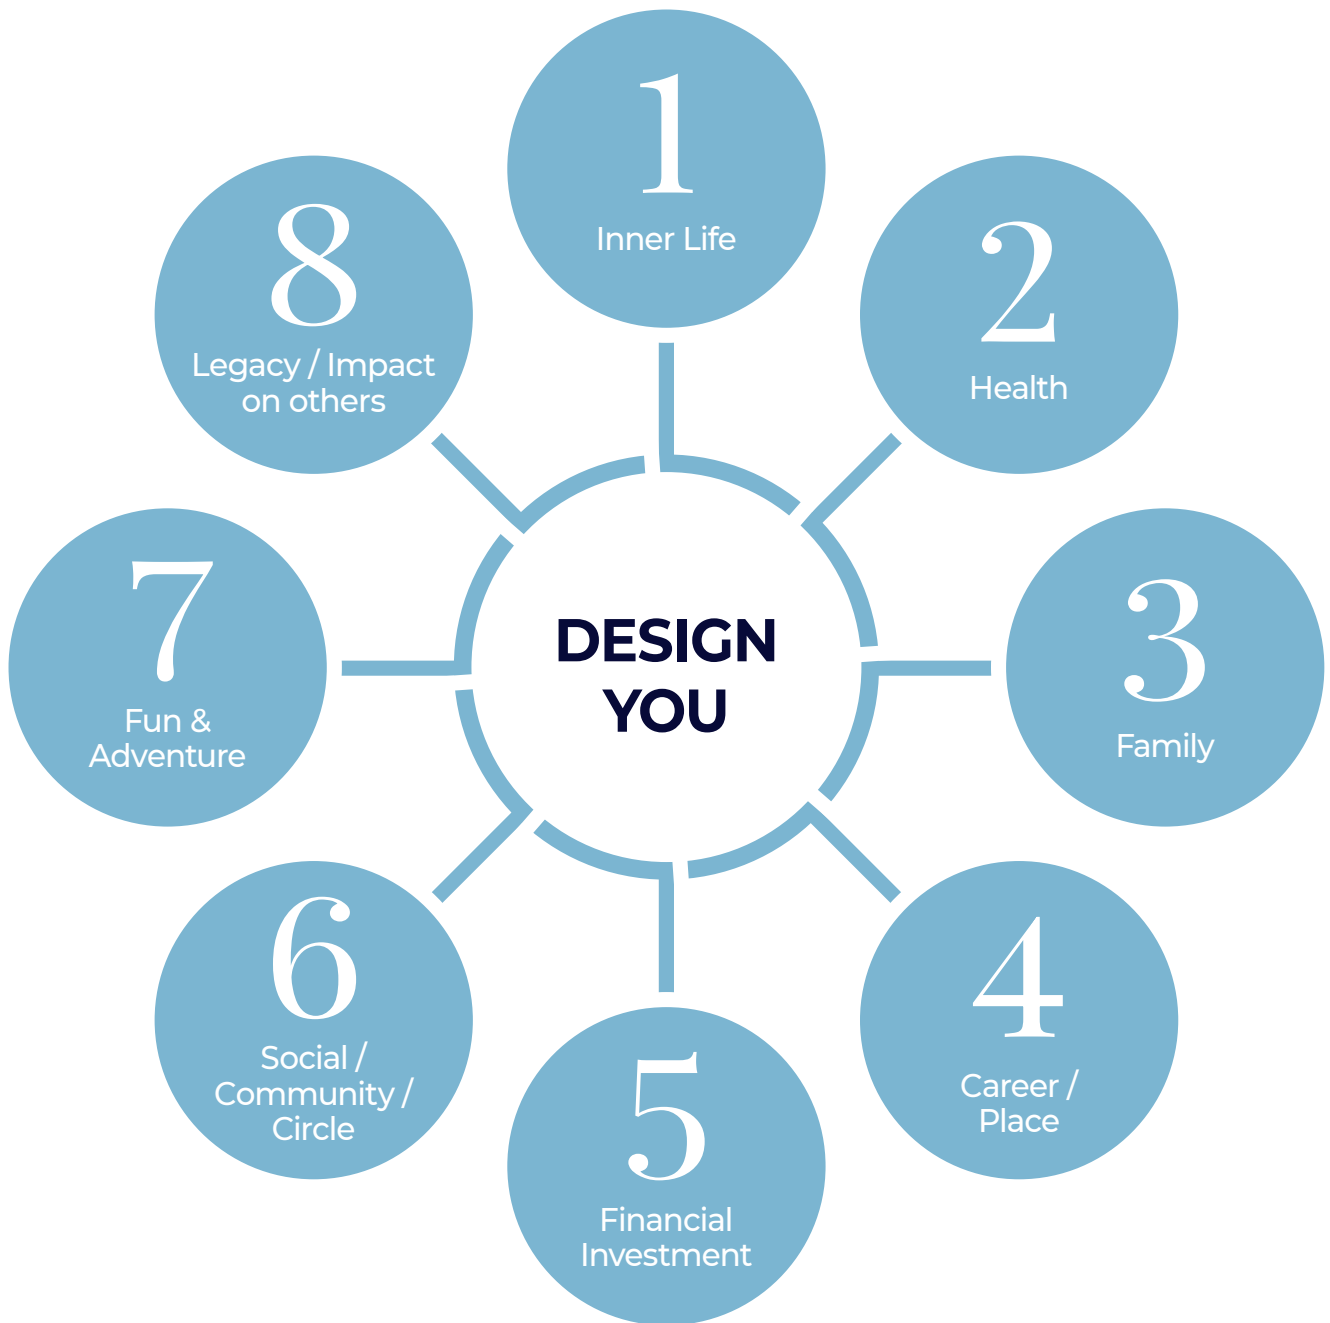 1
Inner Life
2
Health
3
Family
4
Career /
Place
5
Financial
Investment
6
Social /
Community /
Circle
7
Fun &
Adventure
8
Legacy / Impact
on others
DESIGN
YOU